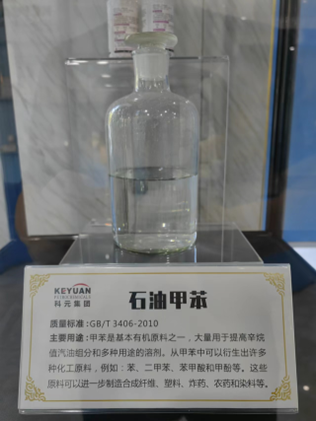 KEYUAN
科元集团
石油甲苯
质量标准:GB/T 3406-2010
主要用途:甲苯是基本有机原料之一，大量用于提高辛烷
值汽油组分和多种用途的溶剂。从甲苯中可以衍生出许多
种化工原料，例如：苯、二甲苯、苯甲酸和甲酚等。这些
原料可以进一步制造合成纤维、塑料、炸药、农药和染料等。